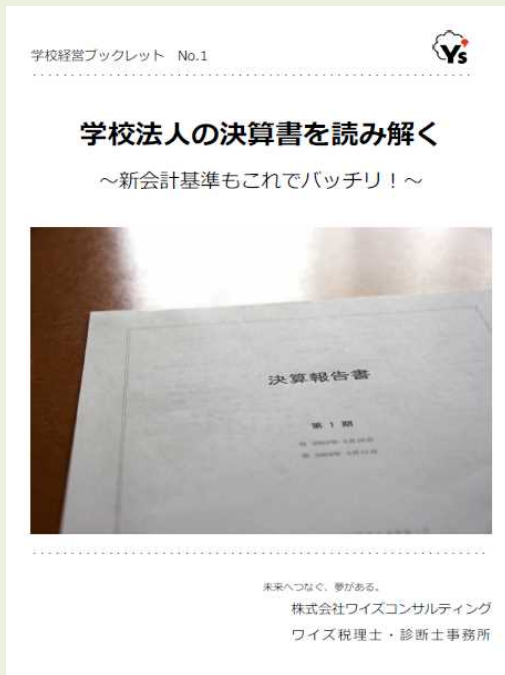 学校経営ブックレット No.1
Y's
学校法人の決算書を読み解く
～新会計基準もこれでバッチリ！～
決算報告書
第 1 期
未来へつなぐ、夢がある。
株式会社ワイズコンサルティング
ワイズ税理士・診断士事務所